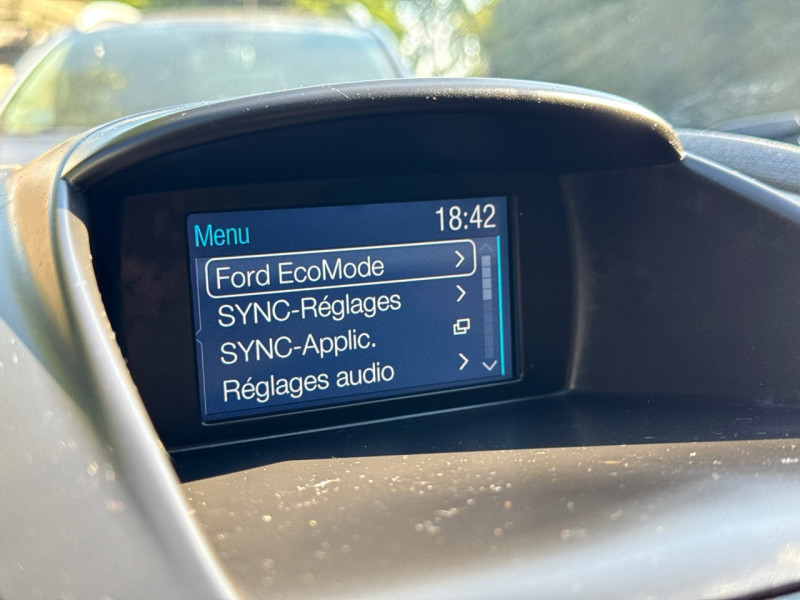 Menu 18:42
Ford EcoMode
SYNC-Réglages
SYNC-Applic.
Réglages audio